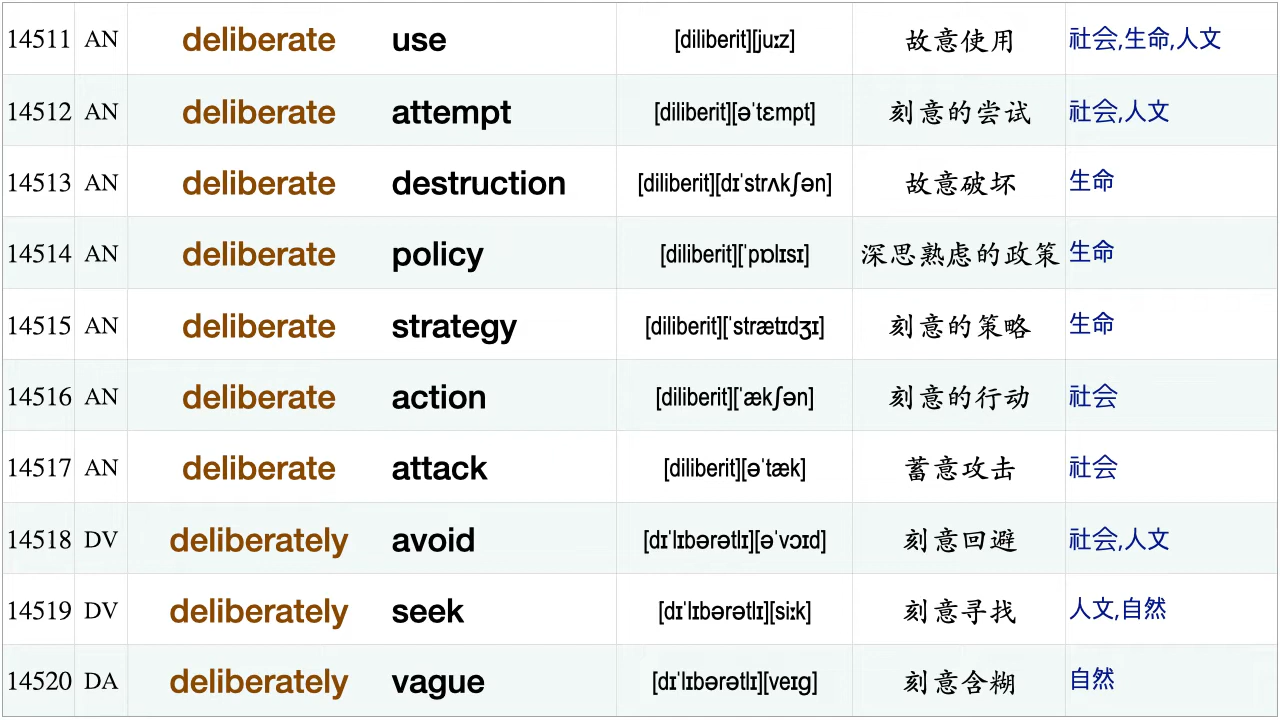 14511 AN deliberate use [diliberit][juɪz] 故意使用 社会,生命,人文
14512 AN deliberate attempt [diliberit][əˈtɛmpt] 刻意的尝试 社会,人文
14513 AN deliberate destruction [diliberit][dɪˈstrʌkʃən] 故意破坏 生命
14514 AN deliberate policy [diliberit][ˈpɒlɪsɪ] 深思熟虑的政策 生命
14515 AN deliberate strategy [diliberit][ˈstrætɪdʒɪ] 刻意的策略 生命
14516 AN deliberate action [diliberit][ˈækʃən] 刻意的行动 社会
14517 AN deliberate attack [diliberit][əˈtæk] 蓄意攻击 社会
14518 DV deliberately avoid [dɪˈlɪbərətlɪ][əˈvɔɪd] 刻意回避 社会,人文
14519 DV deliberately seek [dɪˈlɪbərətlɪ][siːk] 刻意寻找 人文,自然
14520 DA deliberately vague [dɪˈlɪbərətlɪ][veɪɡ] 刻意含糊 自然